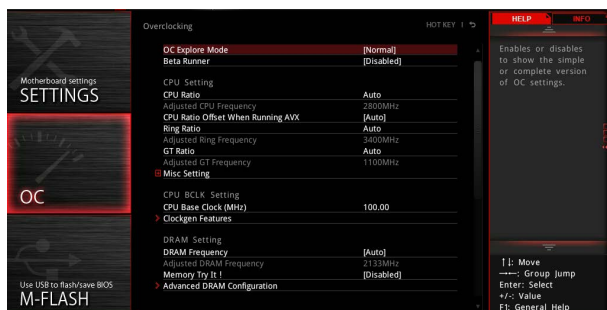 Overclocking
HOT KEY |
HELP
INFO
OC Explore Mode [Normal]
Beta Runner [Disabled]
CPU Setting
CPU Ratio Auto
Adjusted CPU Frequency 2800MHz
CPU Ratio Offset When Running AVX [Auto]
Ring Ratio Auto
Adjusted Ring Frequency 3400MHz
GT Ratio Auto
Adjusted GT Frequency 1100MHz
Misc Setting
CPU BCLK Setting
CPU Base Clock (MHz) 100.00
Clockgen Features
DRAM Setting
DRAM Frequency [Auto]
Adjusted DRAM Frequency 2133MHz
Memory Try It ! [Disabled]
Advanced DRAM Configuration
Motherboard settings
SETTINGS
OC
Use USB to flash/save BIOS
M-FLASH
Enables or disables
to show the simple
or complete version
of OC settings.
↑↓: Move
→←: Group Jump
Enter: Select
+/-: Value
F1: General Help